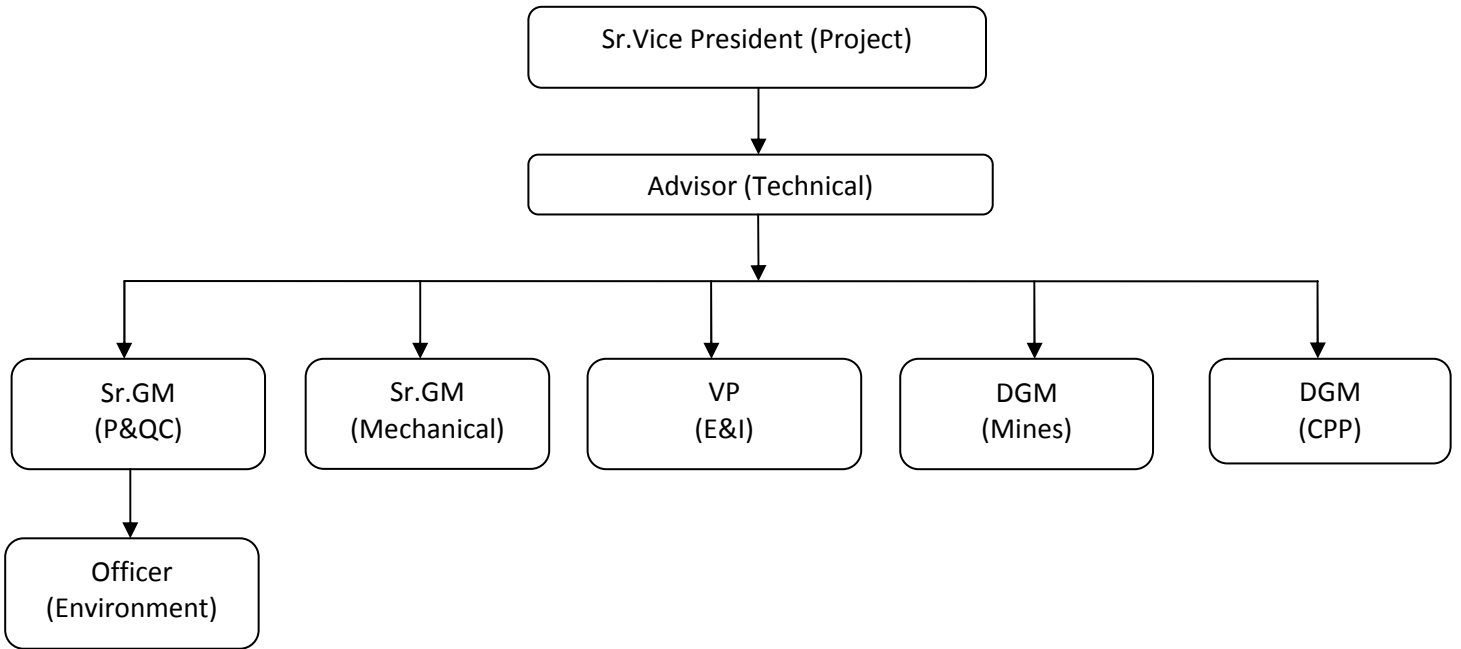 Sr.Vice President (Project)
Advisor (Technical)
Sr.GM
(P&QC)
Sr.GM
(Mechanical)
VP
(E&I)
DGM
(Mines)
DGM
(CPP)
Officer
(Environment)